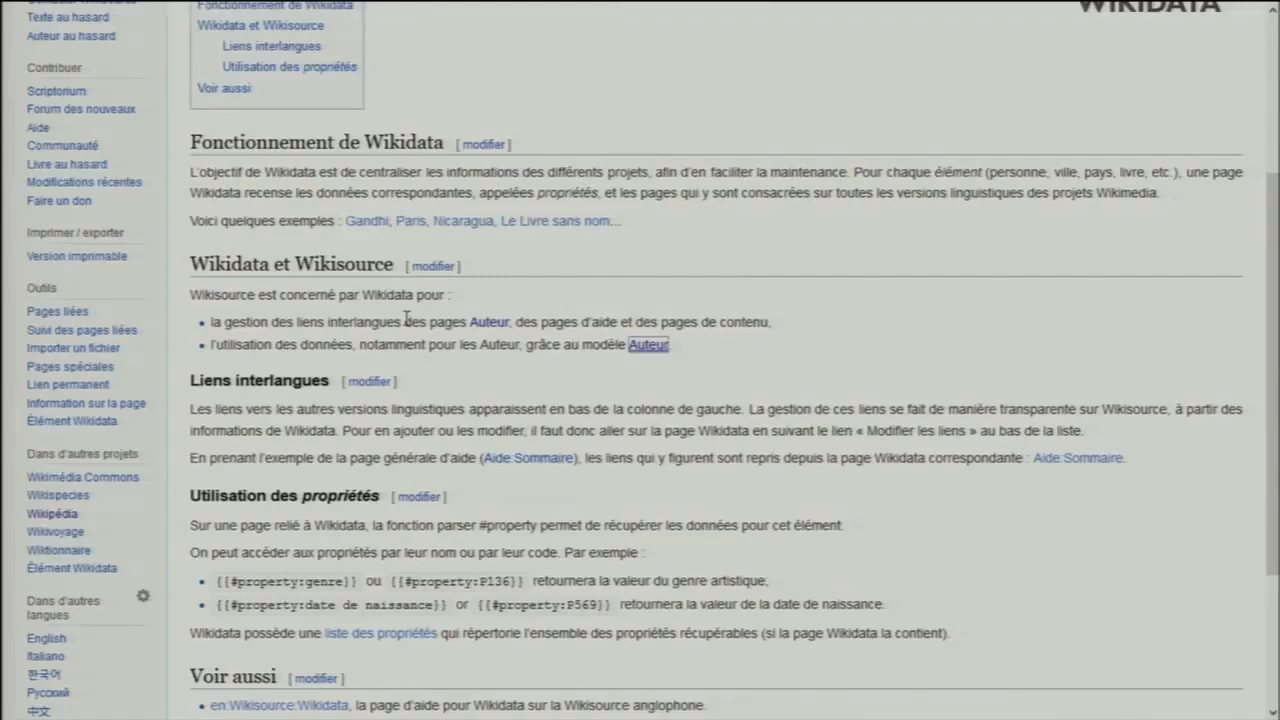 WIKIDATA
Texte au hasard
Auteur au hasard
Contribuer
Scriptorium
Forum des nouveaux
Aide
Communauté
Livre au hasard
Modifications récentes
Faire un don
Imprimer / exporter
Version imprimable
Outils
Pages liées
Suivi des pages liées
Importer un fichier
Pages spéciales
Lien permanent
Information sur la page
Élément Wikidata
Dans d'autres projets
Wikimédia Commons
Wikispecies
Wikipédia
Wikivoyage
Wiktionnaire
Élément Wikidata
Dans d'autres
langues
English
Italiano
한국어
Русский
中文
Fonctionnement de Wikidata
Wikidata et Wikisource
Liens interlangues
Utilisation des propriétés
Voir aussi
Fonctionnement de Wikidata [ modifier ]
L'objectif de Wikidata est de centraliser les informations des différents projets, afin d'en faciliter la maintenance. Pour chaque élément (personne, ville, pays, livre, etc.), une page
Wikidata recense les données correspondantes, appelées propriétés, et les pages qui y sont consacrées sur toutes les versions linguistiques des projets Wikimedia.
Voici quelques exemples : Gandhi, Paris, Nicaragua, Le Livre sans nom…
Wikidata et Wikisource [ modifier ]
Wikisource est concerné par Wikidata pour :
• la gestion des liens interlangues des pages Auteur, des pages d'aide et des pages de contenu,
• l'utilisation des données, notamment pour les Auteur, grâce au modèle Auteur.
Liens interlangues [ modifier ]
Les liens vers les autres versions linguistiques apparaissent en bas de la colonne de gauche. La gestion de ces liens se fait de manière transparente sur Wikisource, à partir des
informations de Wikidata. Pour en ajouter ou les modifier, il faut donc aller sur la page Wikidata en suivant le lien « Modifier les liens » au bas de la liste.
En prenant l'exemple de la page générale d'aide (Aide:Sommaire), les liens qui y figurent sont repris depuis la page Wikidata correspondante : Aide:Sommaire.
Utilisation des propriétés [ modifier ]
Sur une page relié à Wikidata, la fonction parser #property permet de récupérer les données pour cet élément.
On peut accéder aux propriétés par leur nom ou par leur code. Par exemple :
• {{#property:genre}} ou {{#property:P136}} retournera la valeur du genre artistique,
• {{#property:date de naissance}} or {{#property:P569}} retournera la valeur de la date de naissance.
Wikidata possède une liste des propriétés qui répertorie l'ensemble des propriétés récupérables (si la page Wikidata la contient).
Voir aussi [ modifier ]
• en:Wikisource:Wikidata, la page d'aide pour Wikidata sur la Wikisource anglophone.